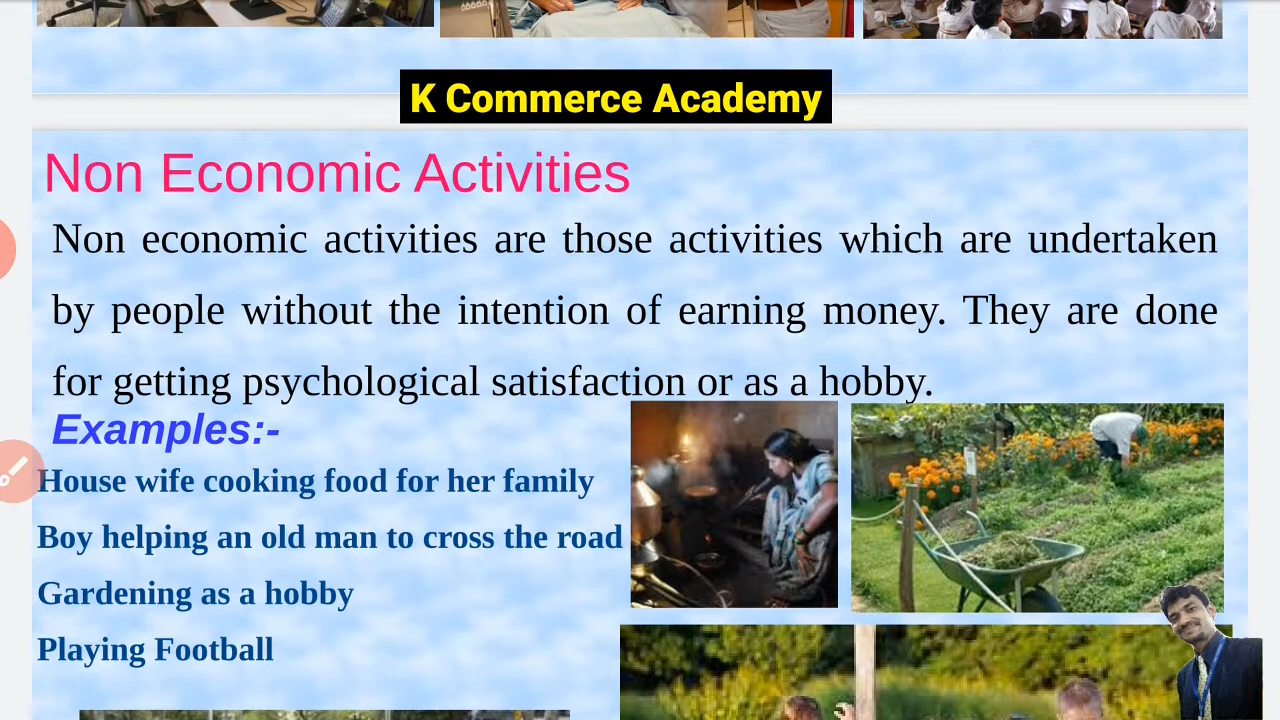 K Commerce Academy
Non Economic Activities
Non economic activities are those activities which are undertaken
by people without the intention of earning money. They are done
for getting psychological satisfaction or as a hobby.
Examples:-
House wife cooking food for her family
Boy helping an old man to cross the road
Gardening as a hobby
Playing Football